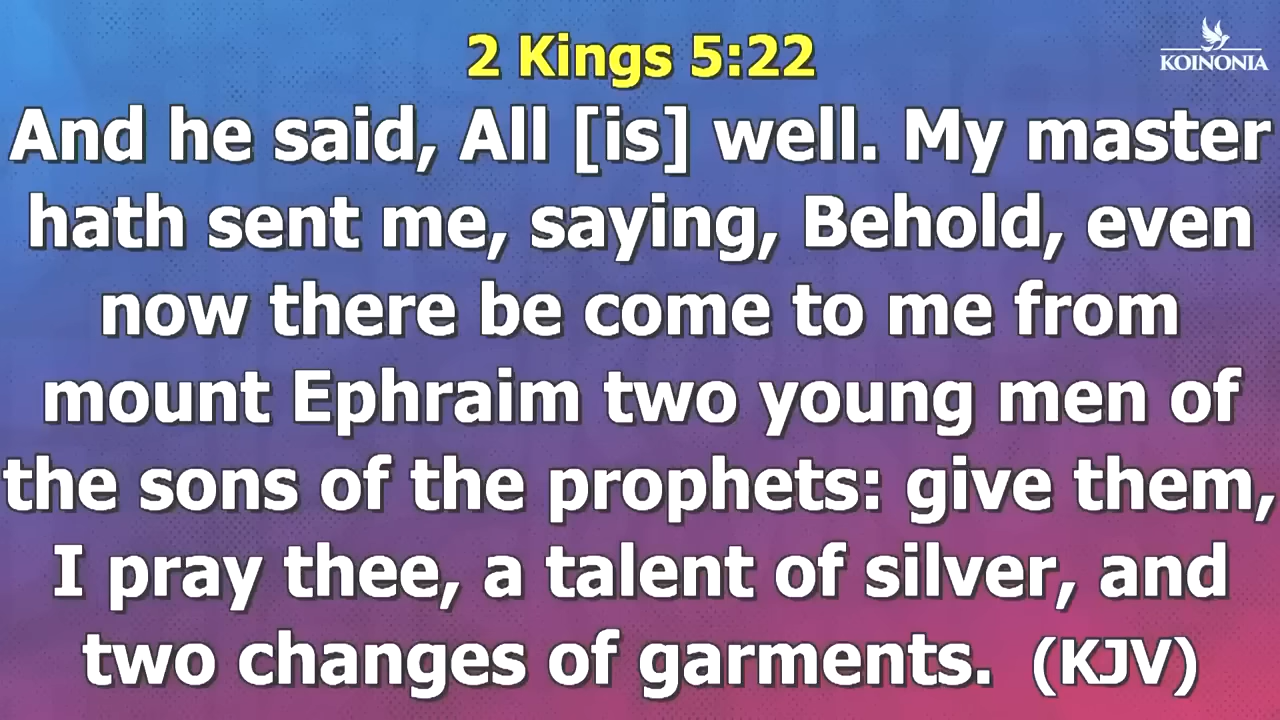 2 Kings 5:22
KOINONIA
And he said, All [is] well. My master
hath sent me, saying, Behold, even
now there be come to me from
mount Ephraim two young men of
the sons of the prophets: give them,
I pray thee, a talent of silver, and
two changes of garments. (KJV)